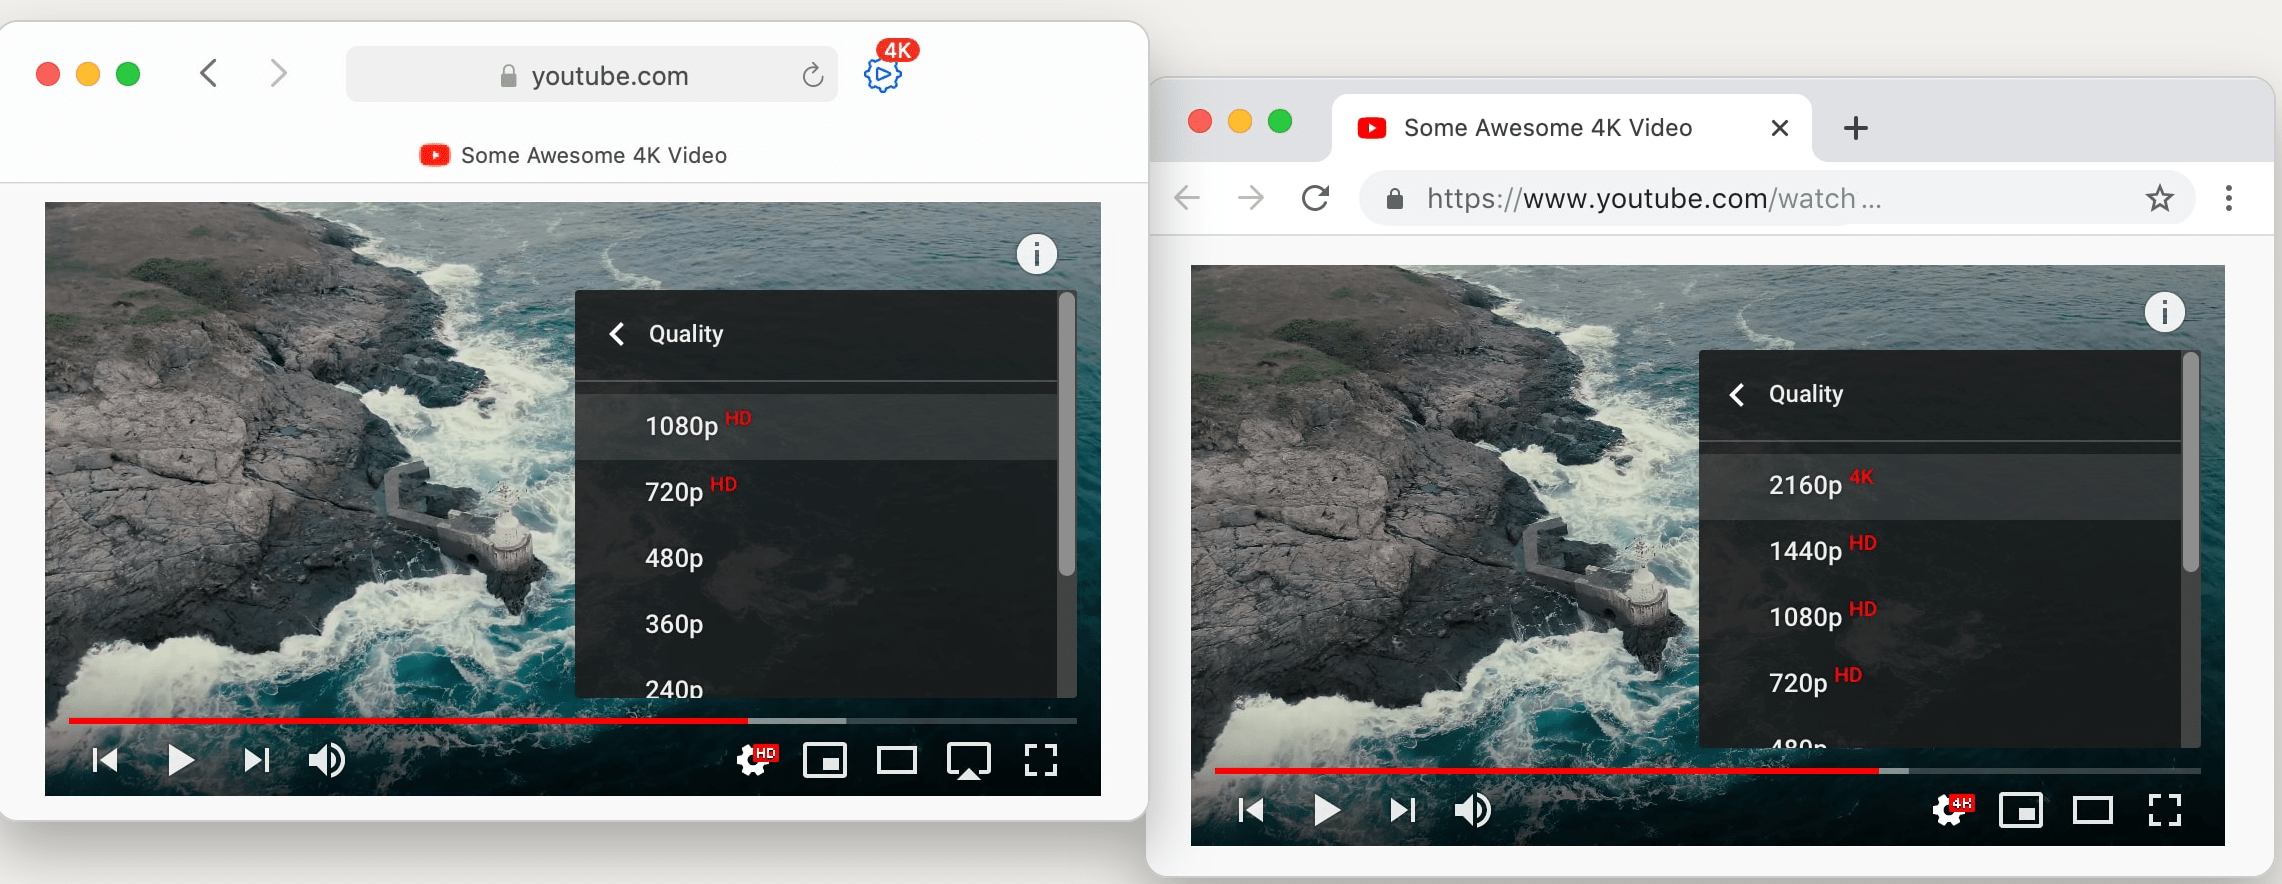 4K
youtube.com
Some Awesome 4K Video
Quality
1080p HD
720p HD
480p
360p
240p
HD
Some Awesome 4K Video
https://www.youtube.com/watch ...
Quality
2160p 4K
1440p HD
1080p HD
720p HD
480p
4K